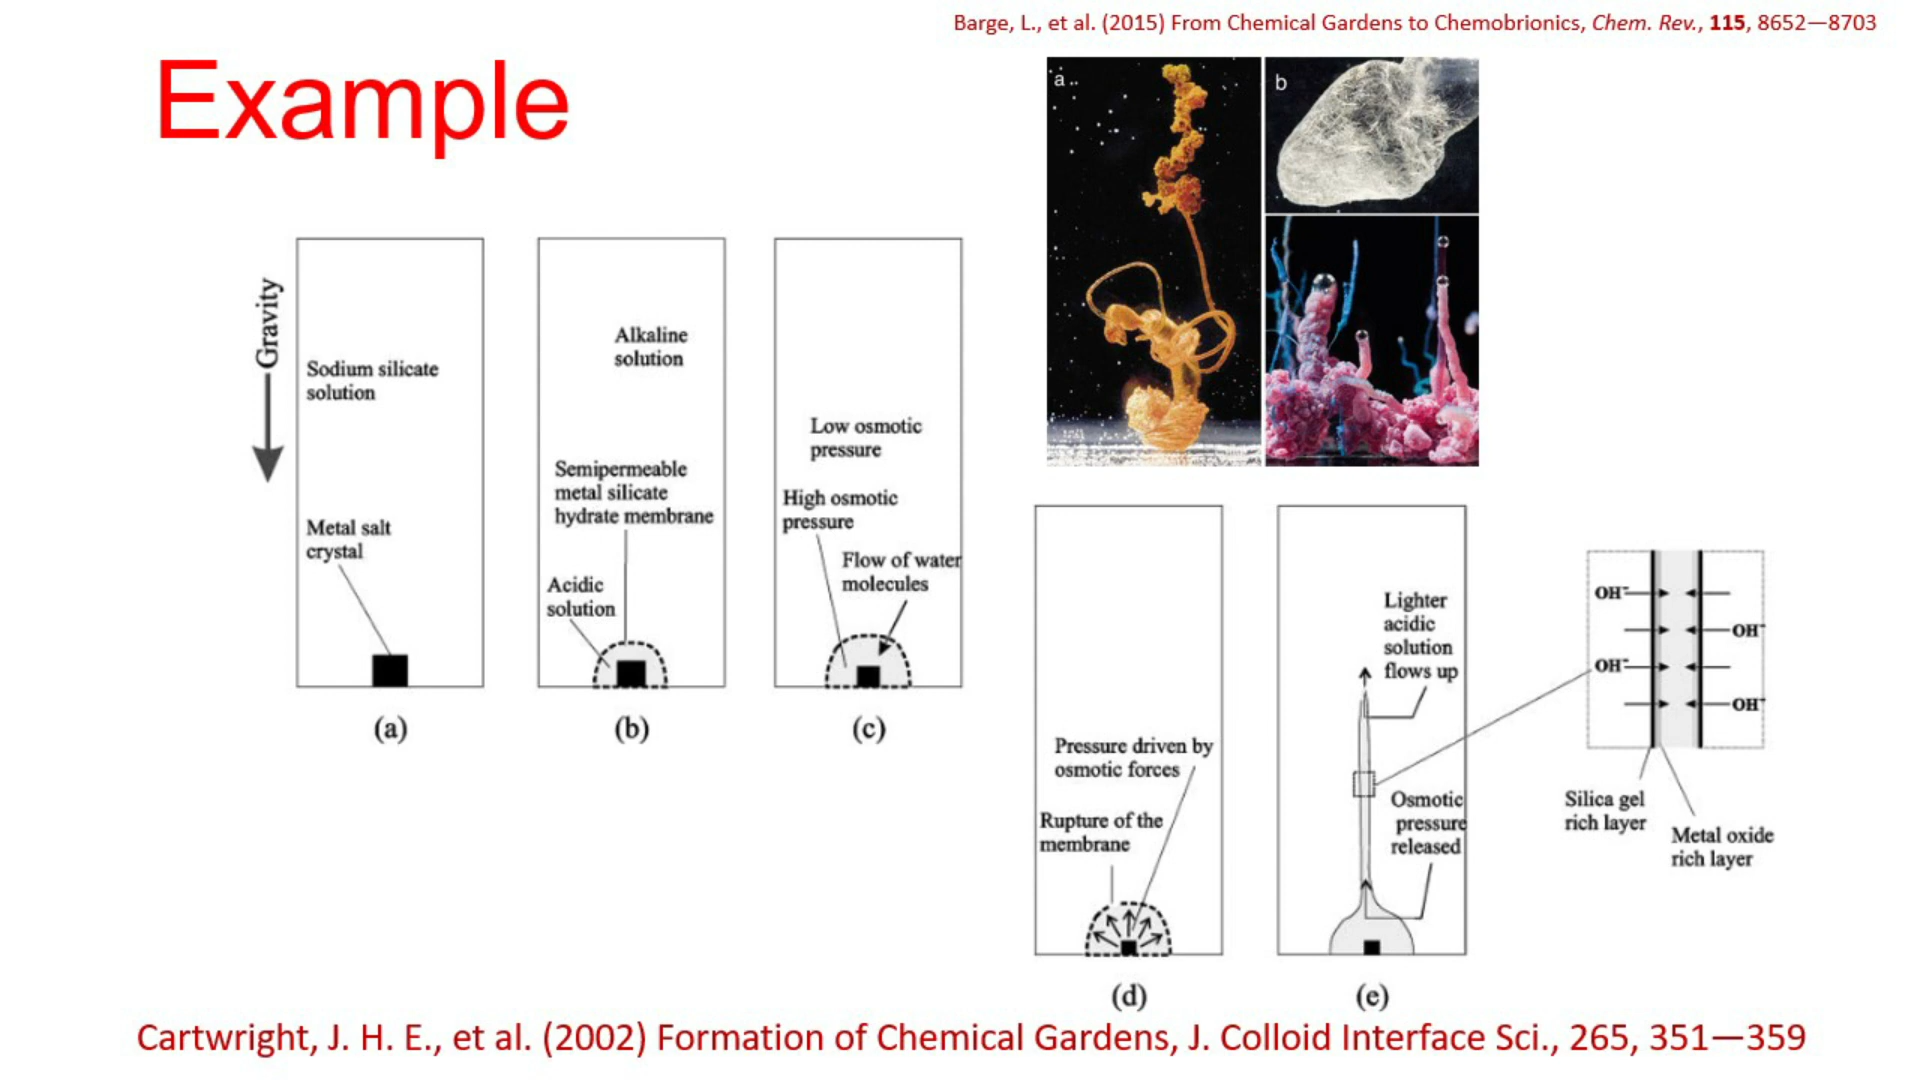 Barge, L., et al. (2015) From Chemical Gardens to Chemobrionics, Chem. Rev., 115, 8652—8703
Example
a
b
Gravity
Sodium silicate
solution
Metal salt
crystal
(a)
Alkaline
solution
Semipermeable
metal silicate
hydrate membrane
Acidic
solution
(b)
Low osmotic
pressure
High osmotic
pressure
Flow of water
molecules
(c)
Pressure driven by
osmotic forces
Rupture of the
membrane
(d)
Lighter
acidic
solution
flows up
Osmotic
pressure
released
(e)
OH⁻
OH⁻
OH⁻
OH⁻
Silica gel
rich layer
Metal oxide
rich layer
Cartwright, J. H. E., et al. (2002) Formation of Chemical Gardens, J. Colloid Interface Sci., 265, 351—359